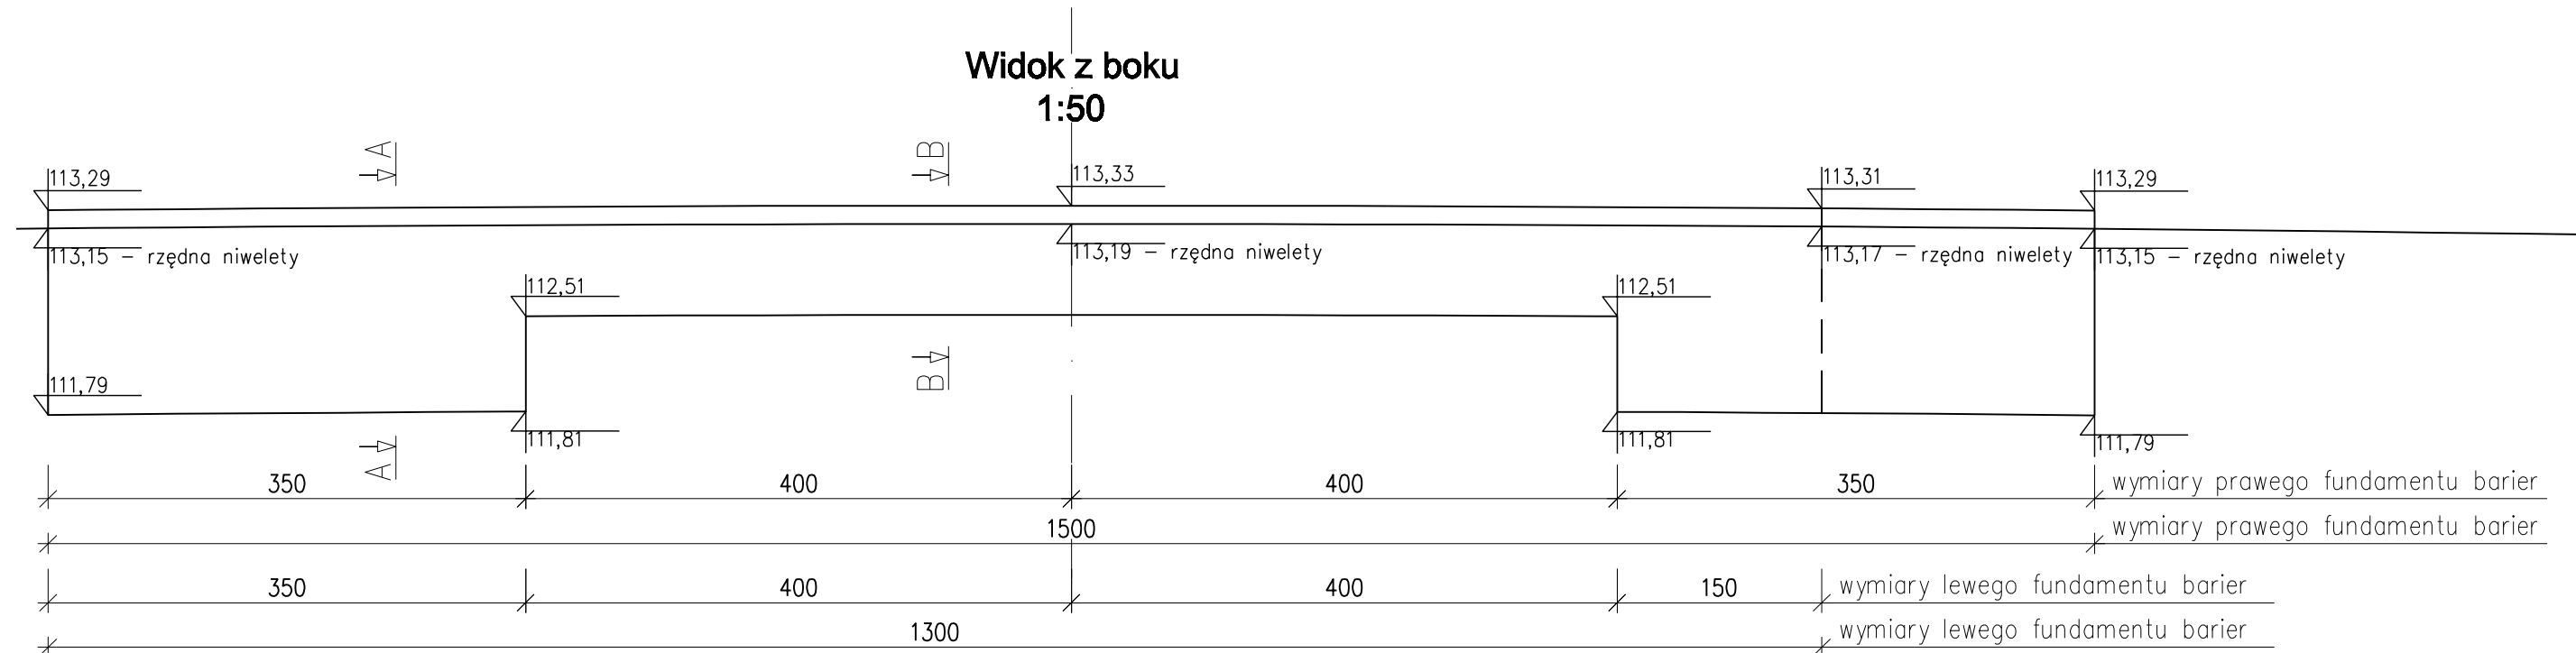 Widok z boku
1:50
A
B
113,29
113,33
113,31
113,29
113,15 – rzędna niwelety
113,19 – rzędna niwelety
113,17 – rzędna niwelety
113,15 – rzędna niwelety
112,51
112,51
111,79
B
111,81
111,81
111,79
A
350
400
400
350
wymiary prawego fundamentu barier
1500
wymiary prawego fundamentu barier
350
400
400
150
wymiary lewego fundamentu barier
1300
wymiary lewego fundamentu barier